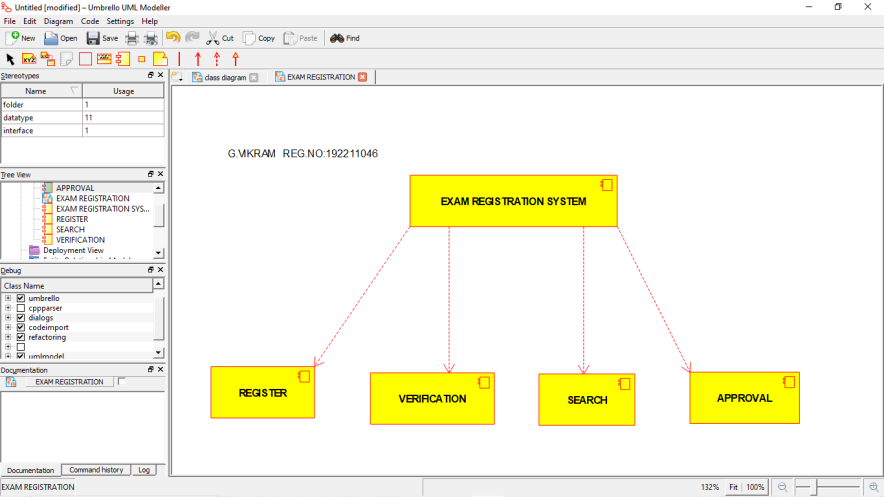 Untitled [modified] – Umbrello UML Modeller
File Edit Diagram Code Settings Help
New Open Save Cut Copy Paste Find
XYZ
Stereotypes
Name Usage
folder 1
datatype 11
interface 1
Tree View
APPROVAL
EXAM REGISTRATION
EXAM REGISTRATION SYS...
REGISTER
SEARCH
VERIFICATION
Deployment View
Debug
Class Name
umbrello
cppparser
dialogs
codeimport
refactoring
umlmodel
Documentation
EXAM REGISTRATION
Documentation Command history Log
class diagram EXAM REGISTRATION
G.VIKRAM REG.NO:192211046
EXAM REGISTRATION SYSTEM
REGISTER
VERIFICATION
SEARCH
APPROVAL
EXAM REGISTRATION
132% Fit 100%